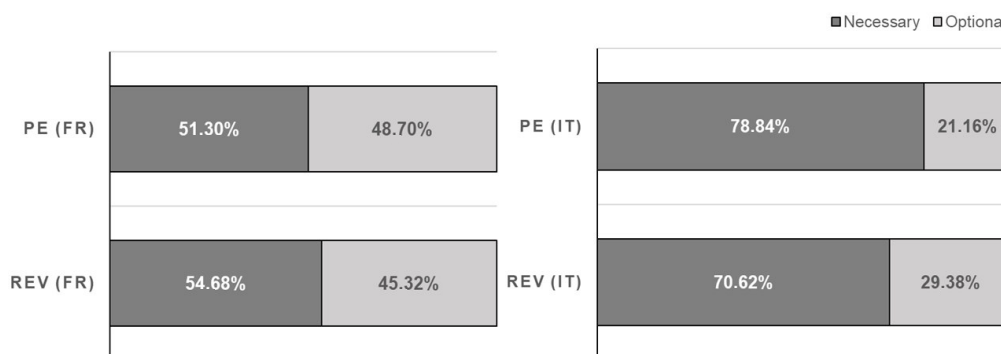 Necessary Optiona
PE (FR) 51.30% 48.70%
PE (IT) 78.84% 21.16%
REV (FR) 54.68% 45.32%
REV (IT) 70.62% 29.38%